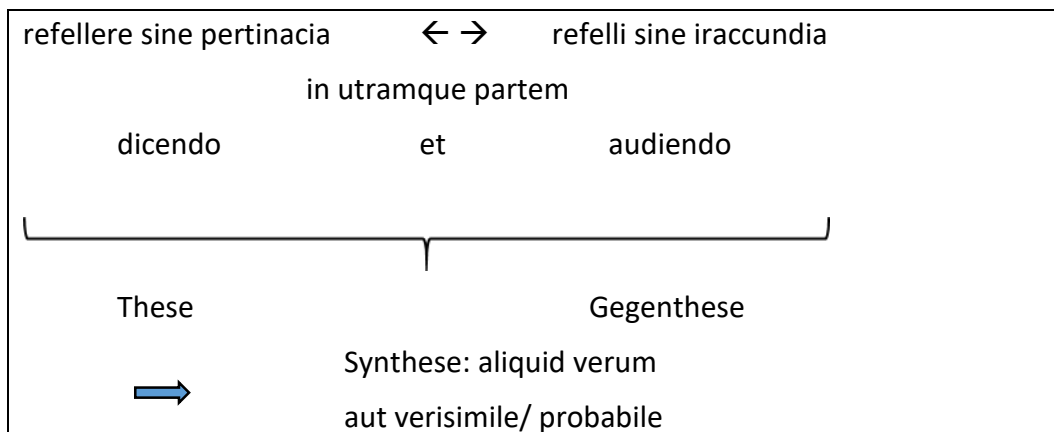 refellere sine pertinacia ← → refelli sine iraccundia
in utramque partem
dicendo et audiendo
These Gegenthese
Synthese: aliquid verum
aut verisimile/ probabile